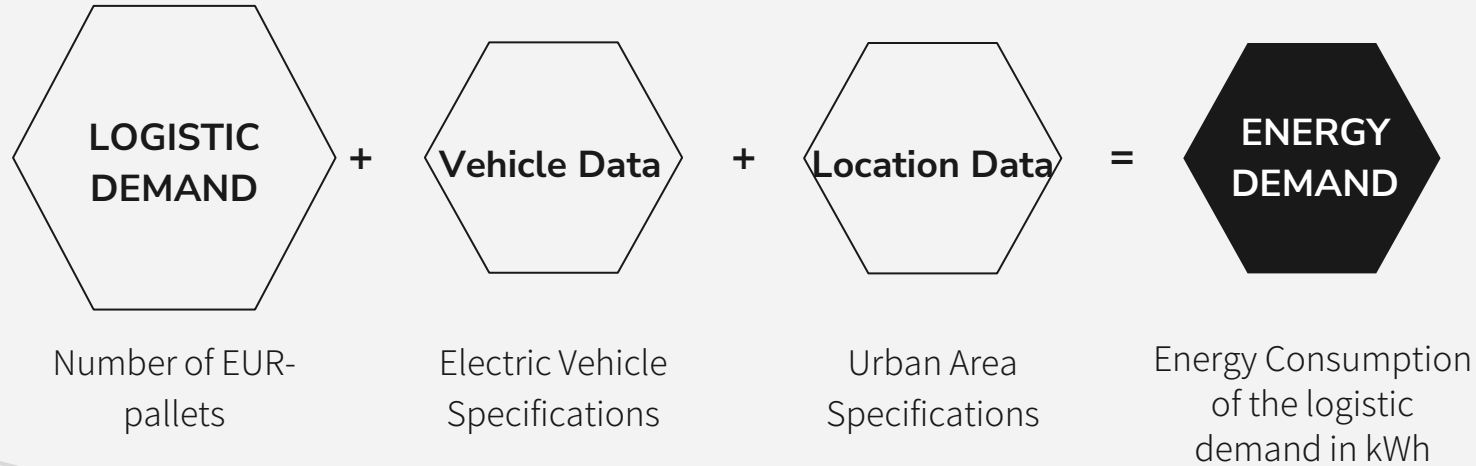 LOGISTIC
DEMAND
+
Vehicle Data
+
Location Data
=
ENERGY
DEMAND
Number of EUR-
pallets
Electric Vehicle
Specifications
Urban Area
Specifications
Energy Consumption
of the logistic
demand in kWh